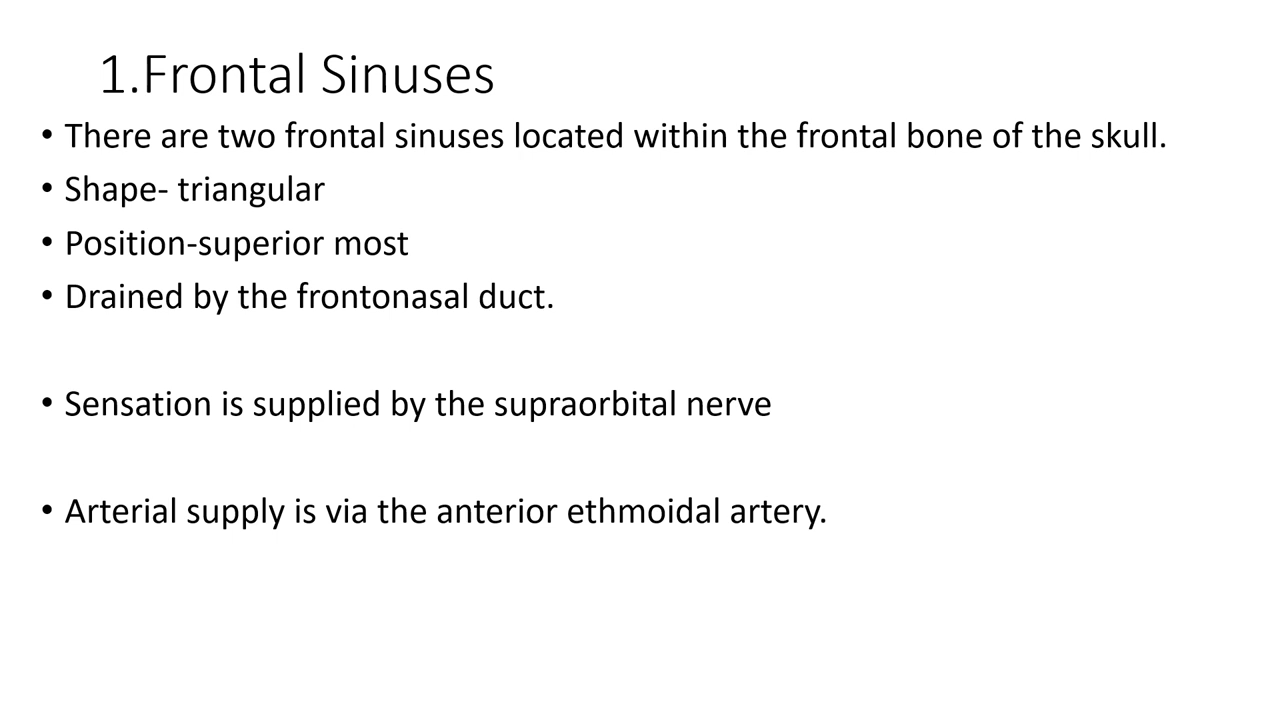 1.Frontal Sinuses
• There are two frontal sinuses located within the frontal bone of the skull.
• Shape- triangular
• Position-superior most
• Drained by the frontonasal duct.
• Sensation is supplied by the supraorbital nerve
• Arterial supply is via the anterior ethmoidal artery.